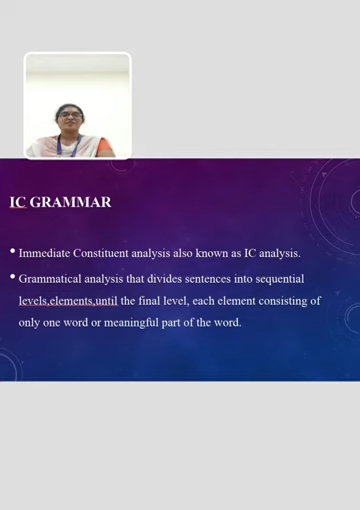 IC GRAMMAR
• Immediate Constituent analysis also known as IC analysis.
• Grammatical analysis that divides sentences into sequential
levels,elements,until the final level, each element consisting of
only one word or meaningful part of the word.